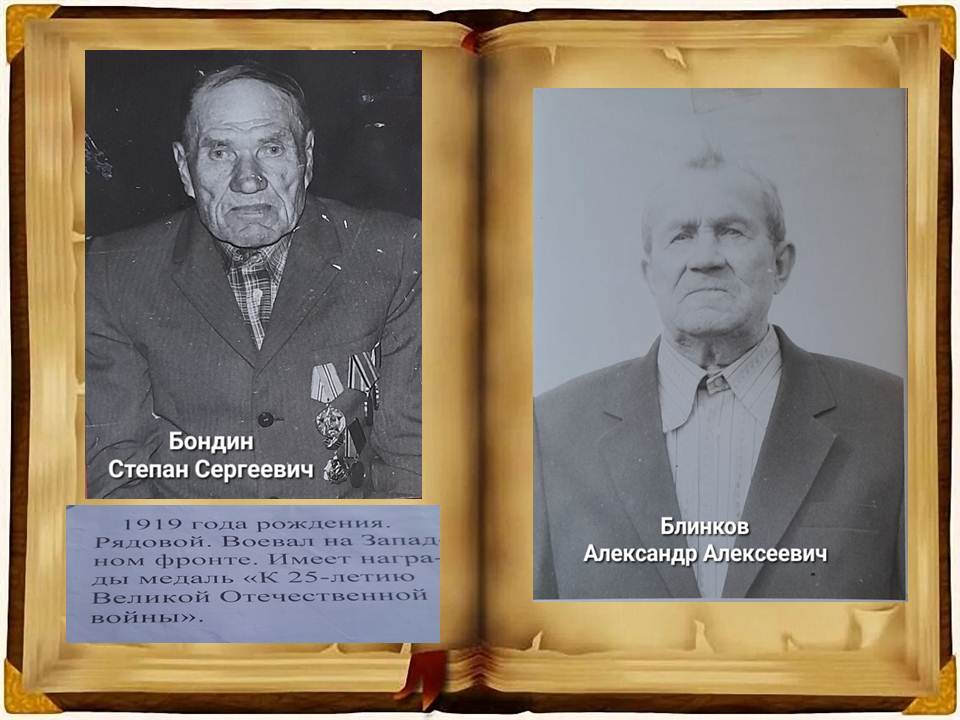 Бондин
Степан Сергеевич
1919 года рождения.
Рядовой. Воевал на Запад-
ном фронте. Имеет награ-
ды медаль «К 25-летию
Великой Отечественной
войны».
Блинков
Александр Алексеевич